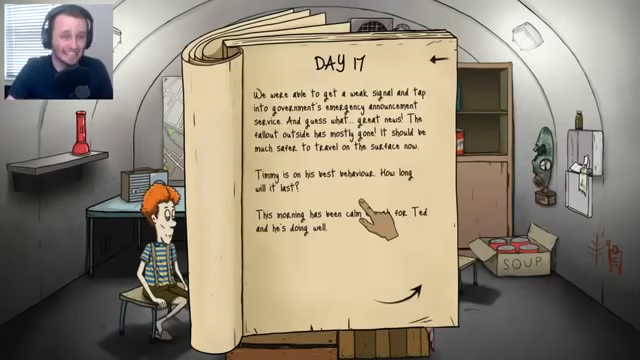 DAY 17
We were able to get a weak signal and tap
into government's emergency announcement
service. And guess what... great news! The
fallout outside has mostly gone! It should be
much safer to travel on the surface now.
Timmy is on his best behaviour. How long
will it last?
This morning has been calm for Ted
and he's doing well.
SOUP